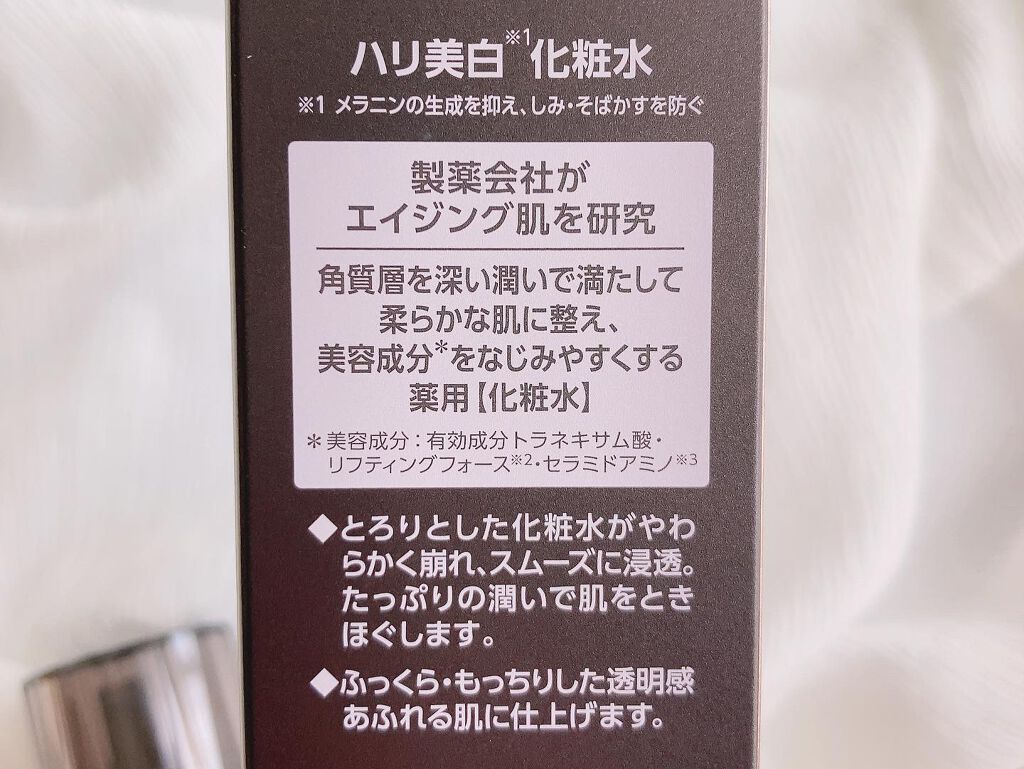 ハリ美白※1化粧水
※1 メラニンの生成を抑え、しみ・そばかすを防ぐ
製薬会社が
エイジング肌を研究
角質層を深い潤いで満たして
柔らかな肌に整え、
美容成分＊をなじみやすくする
薬用【化粧水】
＊美容成分：有効成分トラネキサム酸・
リフティングフォース※2・セラミドアミノ※3
◆とろりとした化粧水がやわ
らかく崩れ、スムーズに浸透。
たっぷりの潤いで肌をとき
ほぐします。
◆ふっくら・もっちりした透明感
あふれる肌に仕上げます。